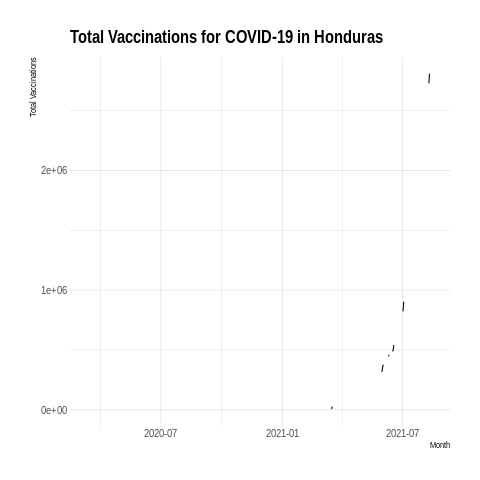 Total Vaccinations for COVID-19 in Honduras
Total Vaccinations
2e+06
1e+06
0e+00
2020-07 2021-01 2021-07
Month